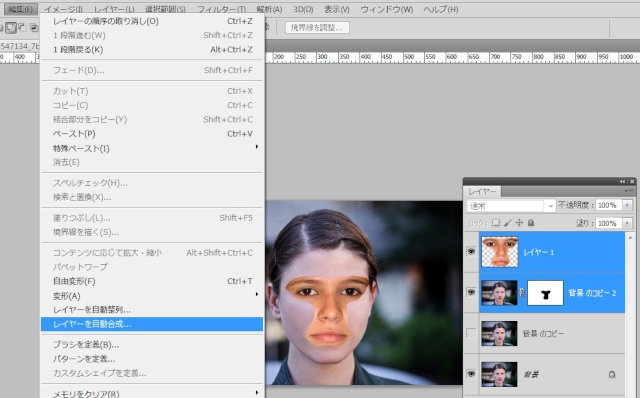 編集(E) イメージ(I) レイヤー(L) 選択範囲(S) フィルター(T) 解析(A) 3D(D) 表示(V) ウィンドウ(W) ヘルプ(H)
レイヤーの順序の取り消し(O) Ctrl+Z
1 段階進む(W) Shift+Ctrl+Z
1 段階戻る(K) Alt+Ctrl+Z
境界線を調整...
547134_7b
フェード(D)... Shift+Ctrl+F
400 100 150 200 250 300 350 400 450 500 550 600 650 700 750 800 850 900
カット(T) Ctrl+X
コピー(C) Ctrl+C
結合部分をコピー(Y) Shift+Ctrl+C
ペースト(P) Ctrl+V
特殊ペースト(I)
消去(E)
スペルチェック(H)...
検索と置換(X)...
塗りつぶし(L)... Shift+F5
境界線を描く(S)...
コンテンツに応じて拡大・縮小 Alt+Shift+Ctrl+C
パペットワープ
自由変形(F) Ctrl+T
変形(A)
レイヤーを自動整列...
レイヤーを自動合成...
ブラシを定義(B)...
パターンを定義...
カスタムシェイプを定義...
メモリをクリア(R)
レイヤー
通常 不透明度: 100%
ロック: 塗り: 100%
レイヤー 1
背景 のコピー 2
背景 のコピー
背景